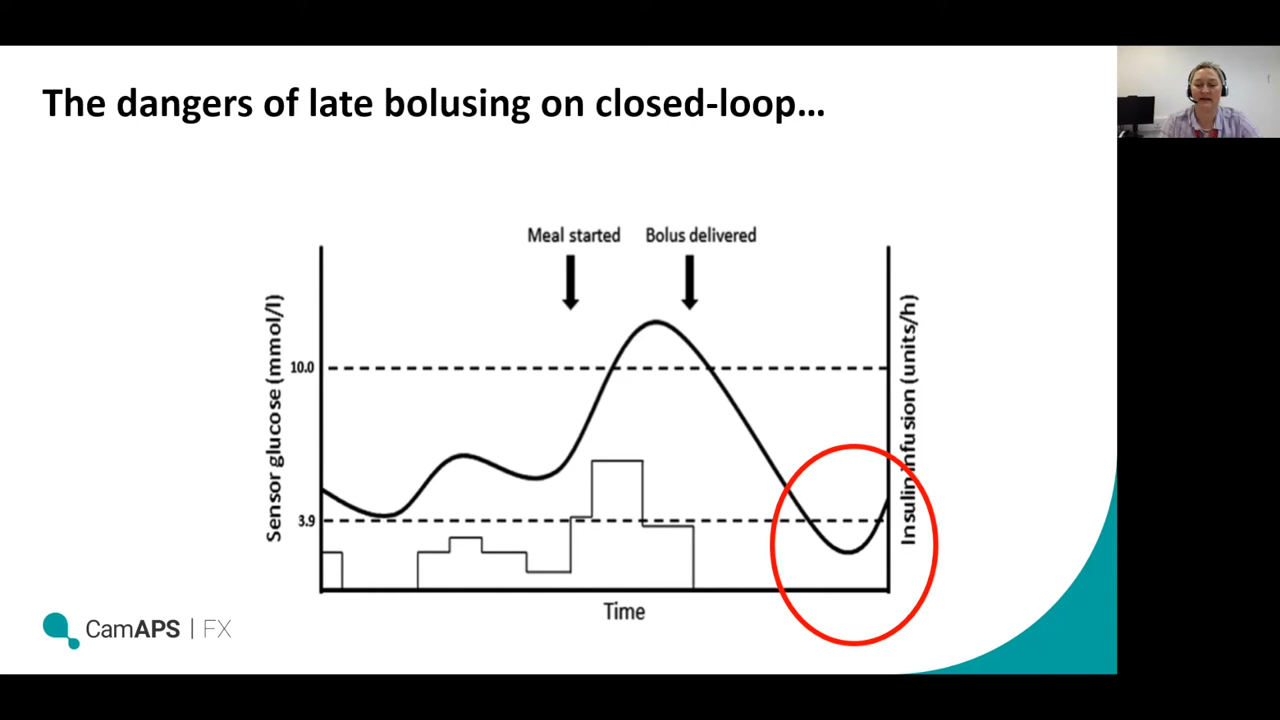 The dangers of late bolusing on closed-loop...
Meal started
Bolus delivered
Sensor glucose (mmol/l)
10.0
3.9
Insulin infusion (units/h)
Time
CamAPS | FX